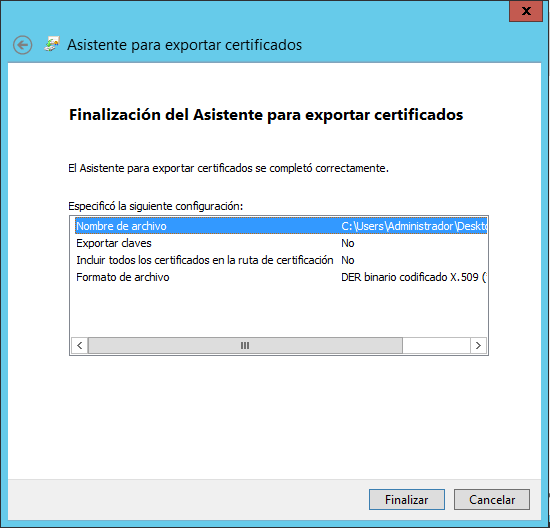 Asistente para exportar certificados
Finalización del Asistente para exportar certificados
El Asistente para exportar certificados se completó correctamente.
Especificó la siguiente configuración:
Nombre de archivo C:\Users\Administrador\Deskto
Exportar claves No
Incluir todos los certificados en la ruta de certificación No
Formato de archivo DER binario codificado X.509 (
Finalizar Cancelar